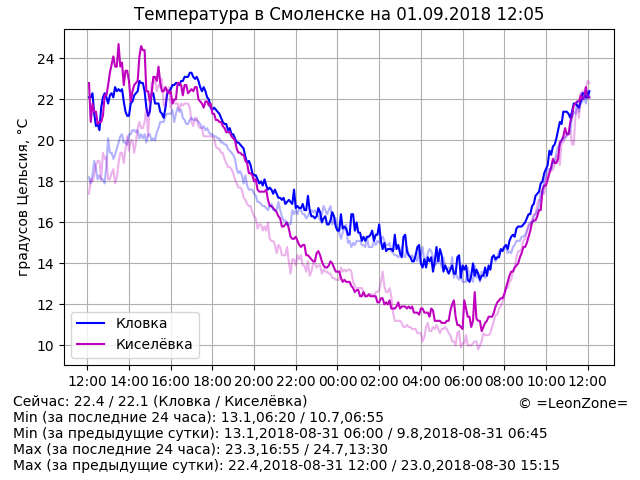 Температура в Смоленске на 01.09.2018 12:05
градусов Цельсия, °C
24
22
20
18
16
14
12
10
Кловка
Киселёвка
12:00 14:00 16:00 18:00 20:00 22:00 00:00 02:00 04:00 06:00 08:00 10:00 12:00
Сейчас: 22.4 / 22.1 (Кловка / Киселёвка)
© =LeonZone=
Min (за последние 24 часа): 13.1,06:20 / 10.7,06:55
Min (за предыдущие сутки): 13.1,2018-08-31 06:00 / 9.8,2018-08-31 06:45
Max (за последние 24 часа): 23.3,16:55 / 24.7,13:30
Max (за предыдущие сутки): 22.4,2018-08-31 12:00 / 23.0,2018-08-30 15:15